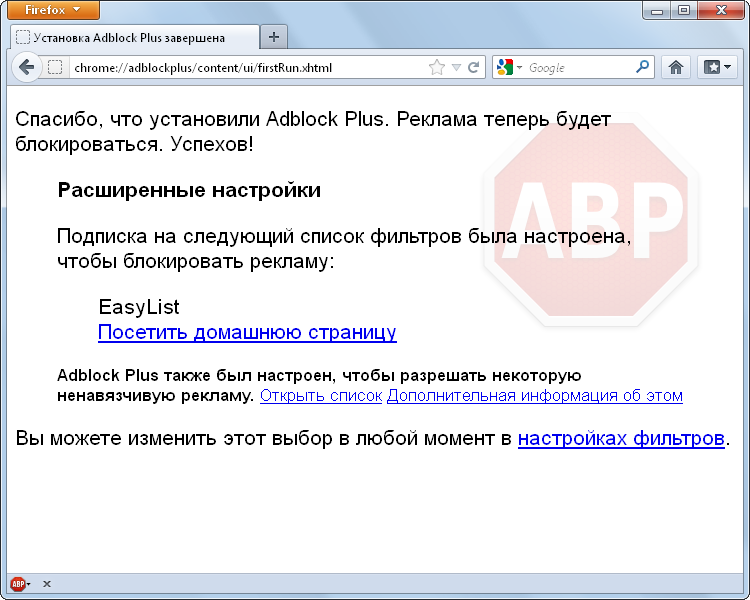 Firefox
Установка Adblock Plus завершена
chrome://adblockplus/content/ui/firstRun.xhtml
Google
Спасибо, что установили Adblock Plus. Реклама теперь будет
блокироваться. Успехов!
ABP
Расширенные настройки
Подписка на следующий список фильтров была настроена,
чтобы блокировать рекламу:
EasyList
Посетить домашнюю страницу
Adblock Plus также был настроен, чтобы разрешать некоторую
ненавязчивую рекламу. Открыть список Дополнительная информация об этом
Вы можете изменить этот выбор в любой момент в настройках фильтров.
ABP